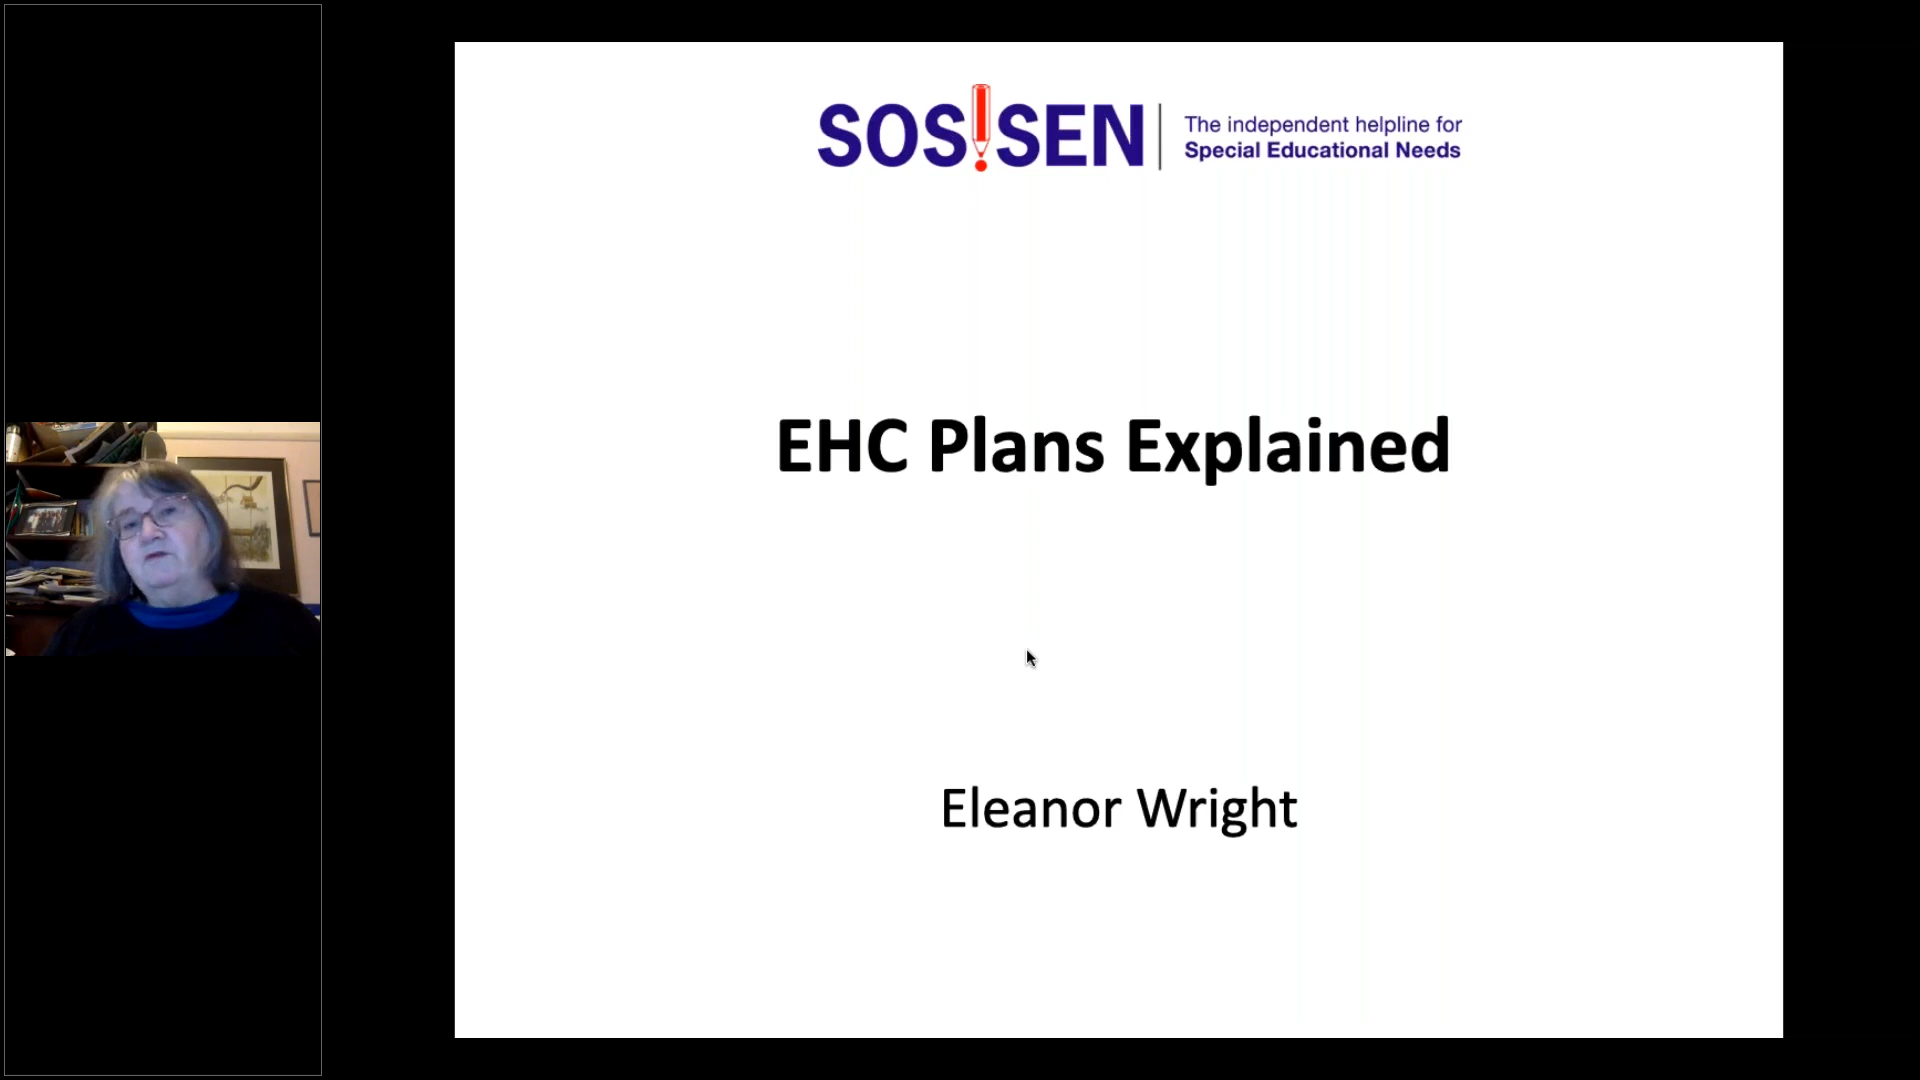 SOS!SEN
The independent helpline for
Special Educational Needs
EHC Plans Explained
Eleanor Wright